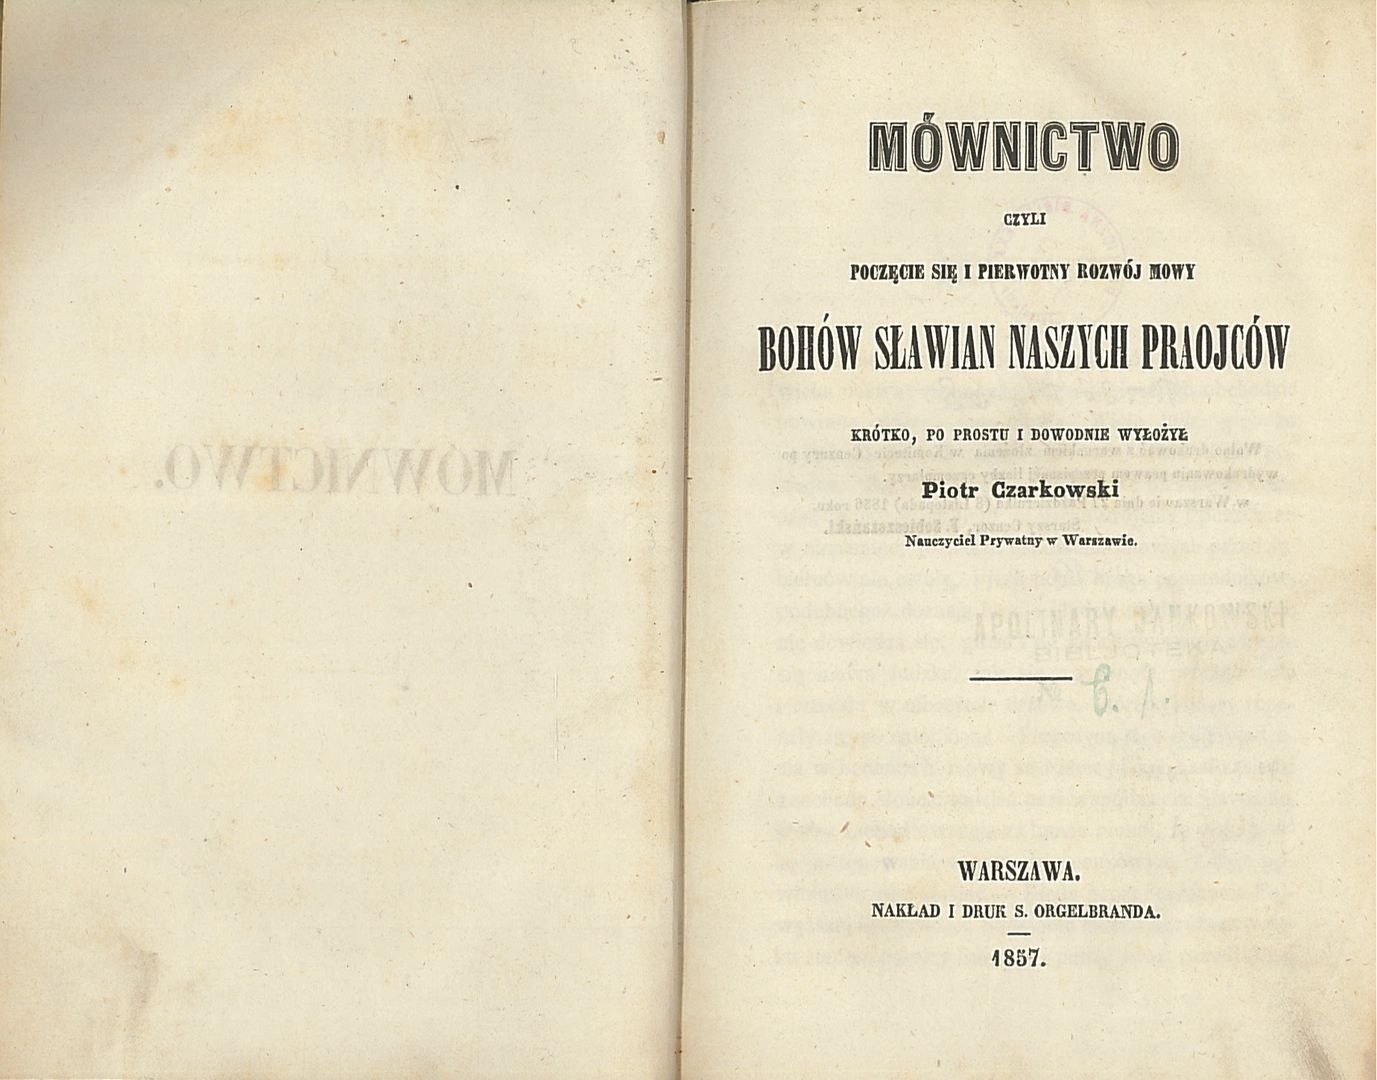 MÓWNICTWO
CZYLI
POCZĘCIE SIĘ I PIERWOTNY ROZWÓJ MOWY
BOHÓW SŁAWIAN NASZYCH PRAOJCÓW
KRÓTKO, PO PROSTU I DOWODNIE WYŁOŻYŁ
Piotr Czarkowski
Nauczyciel Prywatny w Warszawie.
WARSZAWA.
NAKŁAD I DRUK S. ORGELBRANDA.
1857.